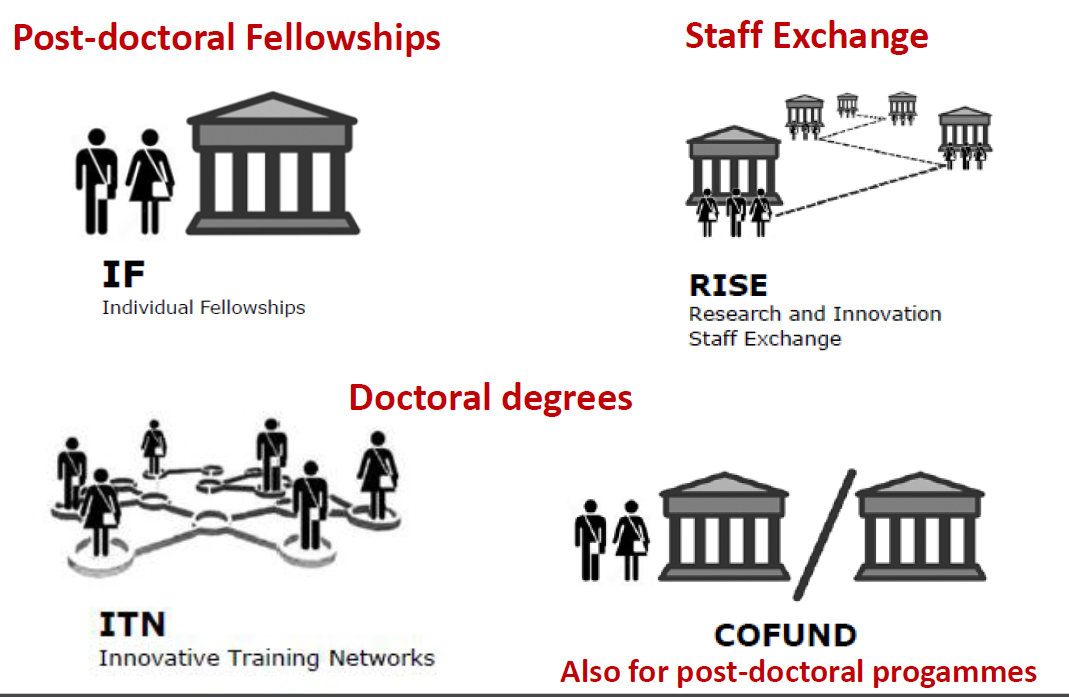 Post-doctoral Fellowships
Staff Exchange
IF
Individual Fellowships
RISE
Research and Innovation
Staff Exchange
Doctoral degrees
ITN
Innovative Training Networks
COFUND
Also for post-doctoral progammes